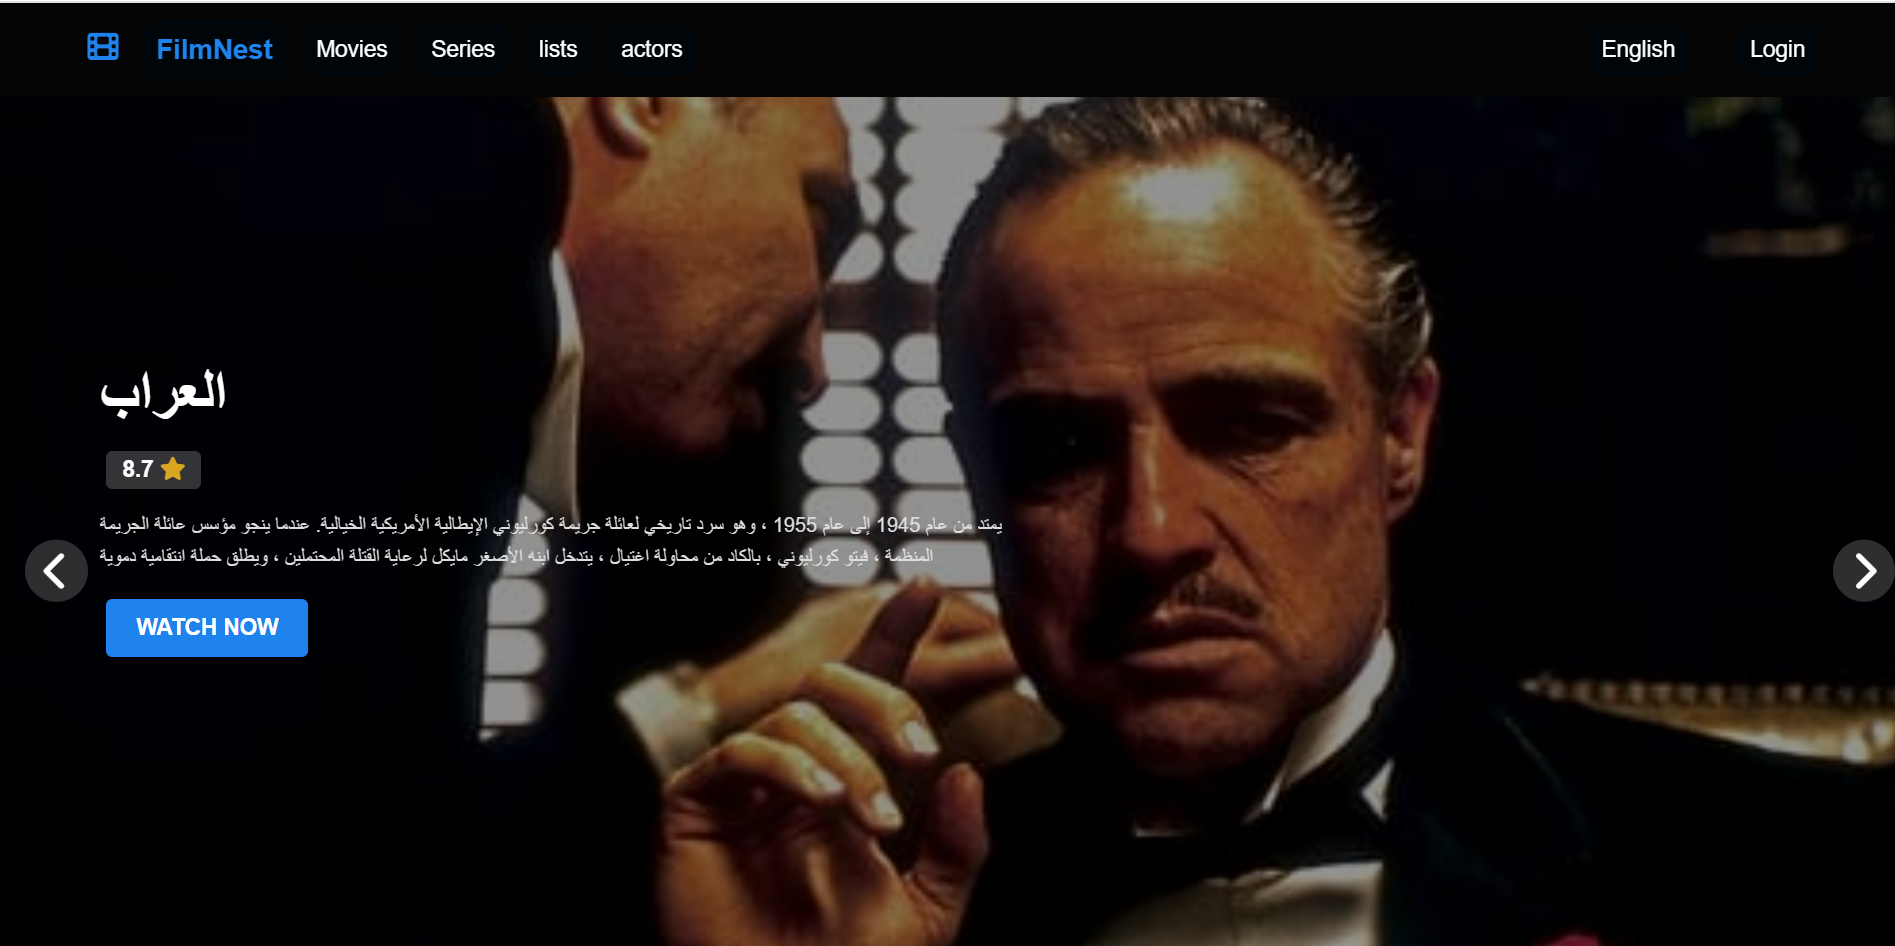 FilmNest Movies Series lists actors English Login
العراب
8.7
يمتد من عام 1945 إلى عام 1955 ، وهو سرد تاريخي لعائلة جريمة كورليوني الإيطالية الأمريكية الخيالية. عندما ينجو مؤسس عائلة الجريمة
المنظمة ، فيتو كورليوني ، بالكاد من محاولة اغتيال ، يتدخل ابنه الأصغر مايكل لرعاية القتلة المحتملين ، ويطلق حملة انتقامية دموية
WATCH NOW